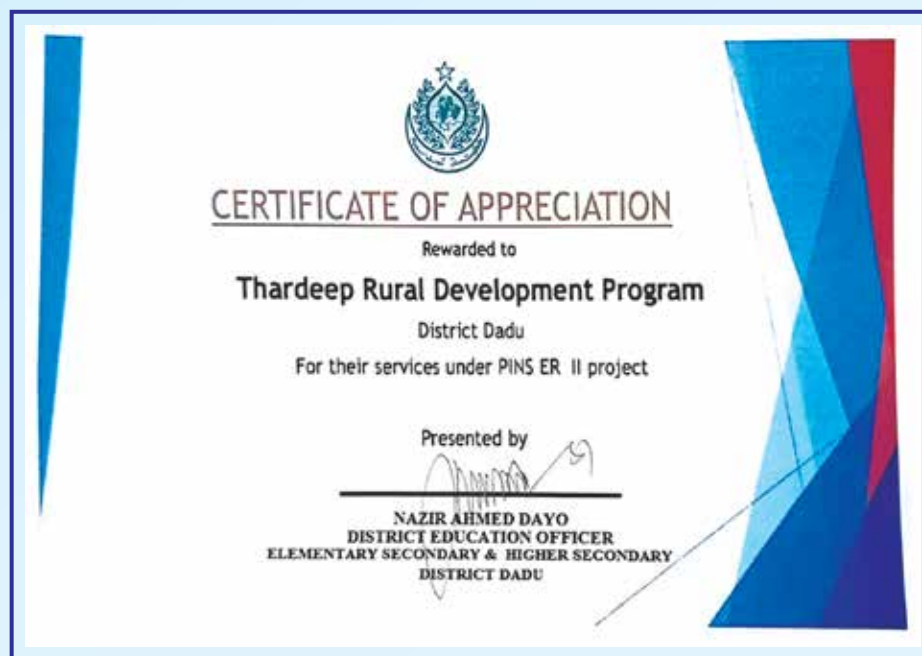 CERTIFICATE OF APPRECIATION
Rewarded to
Thardeep Rural Development Program
District Dadu
For their services under PINS ER II project
Presented by
NAZIR AHMED DAYO
DISTRICT EDUCATION OFFICER
ELEMENTARY SECONDARY & HIGHER SECONDARY
DISTRICT DADU